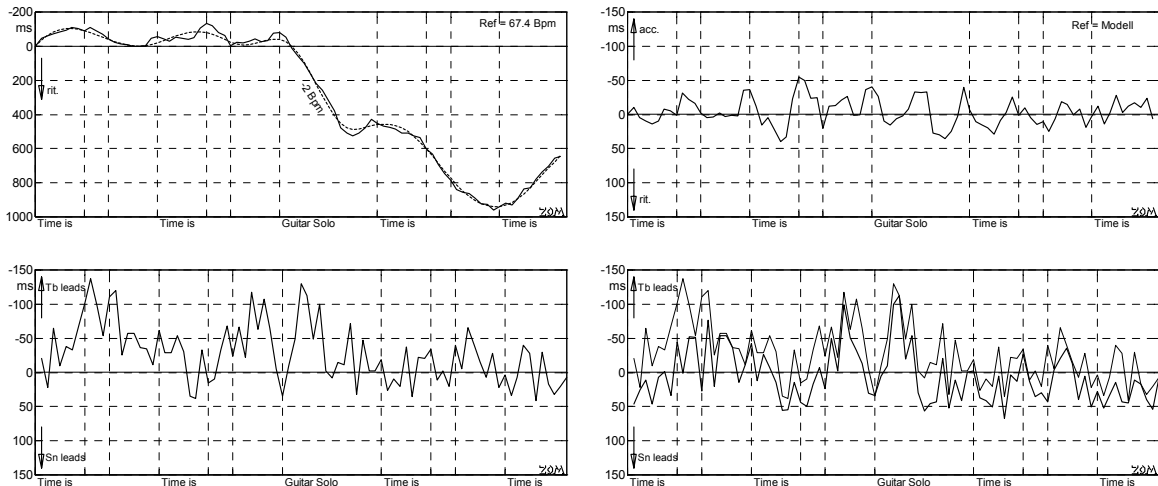 -200
ms
0
200
400
600
800
1000
Ref = 67.4 Bpm
rit.
-2 Bpm
ZOM
Time is
Time is
Guitar Solo
Time is
Time is
-150
ms
-100
-50
0
50
100
150
acc.
Ref = Modell
rit.
Time is
Time is
Guitar Solo
Time is
Time is
-150
ms
-100
-50
0
50
100
150
Tb leads
Sn leads
ZOM
Time is
Time is
Guitar Solo
Time is
Time is
-150
ms
-100
-50
0
50
100
150
Tb leads
Sn leads
ZOM
Time is
Time is
Guitar Solo
Time is
Time is